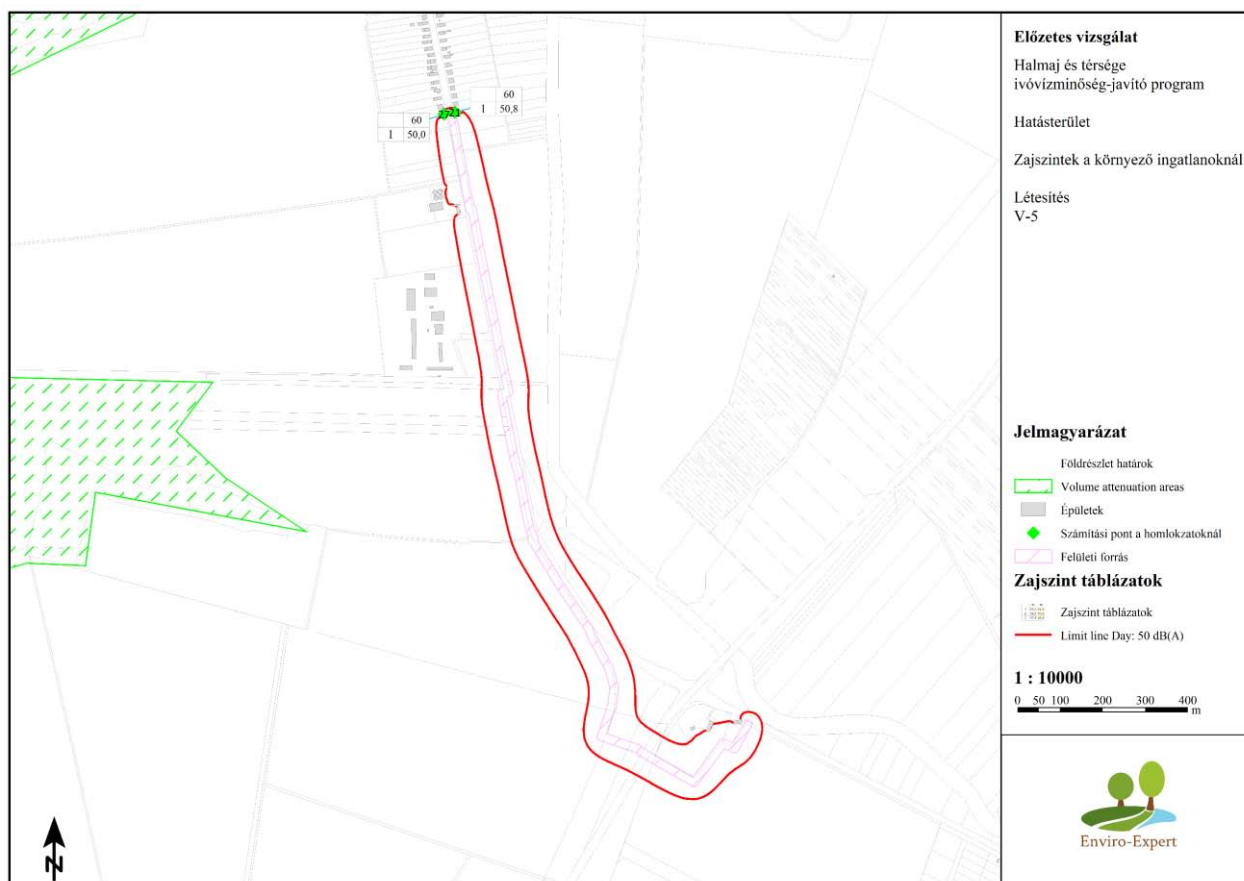 Előzetes vizsgálat
Halmaj és térsége
ivóvízminőség-javító program
Hatásterület
Zajszintek a környező ingatlanoknál
Létesítés
V-5
60
1 50,8
60
1 50,0
27 21
Jelmagyarázat
Földrészlet határok
Volume attenuation areas
Épületek
Számítási pont a homlokzatoknál
Felületi forrás
Zajszint táblázatok
Zajszint táblázatok
Limit line Day: 50 dB(A)
1 : 10000
0 50 100 200 300 400
m
Enviro-Expert
N